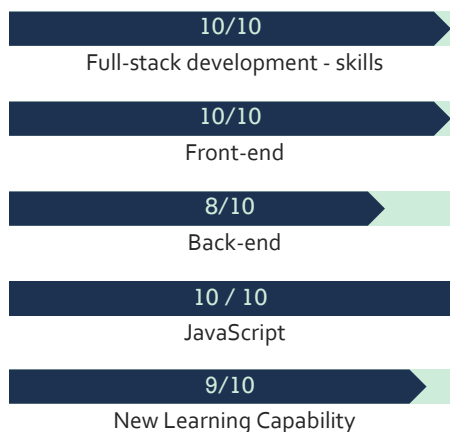 10/10
Full-stack development - skills
10/10
Front-end
8/10
Back-end
10 / 10
JavaScript
9/10
New Learning Capability